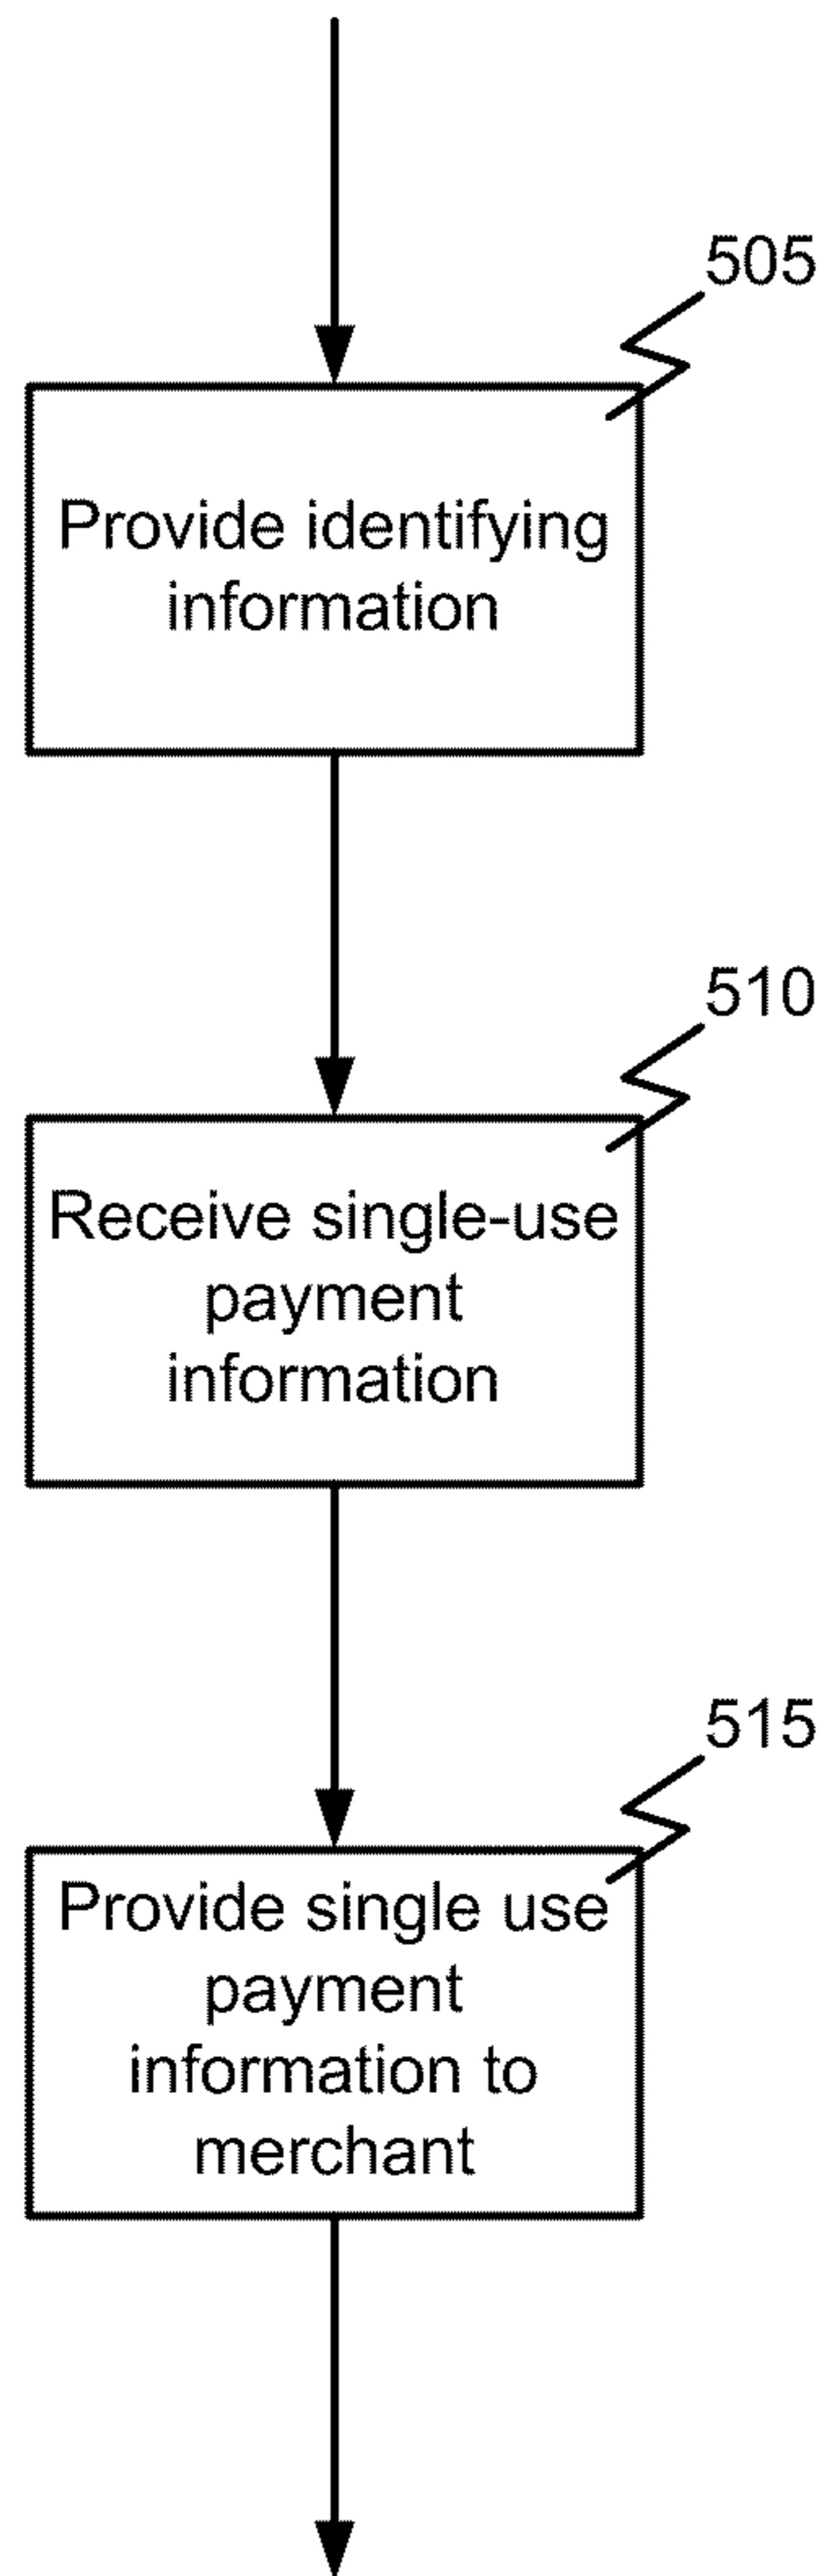 505
Provide identifying
information
510
Receive single-use
payment
information
515
Provide single use
payment
information to
merchant